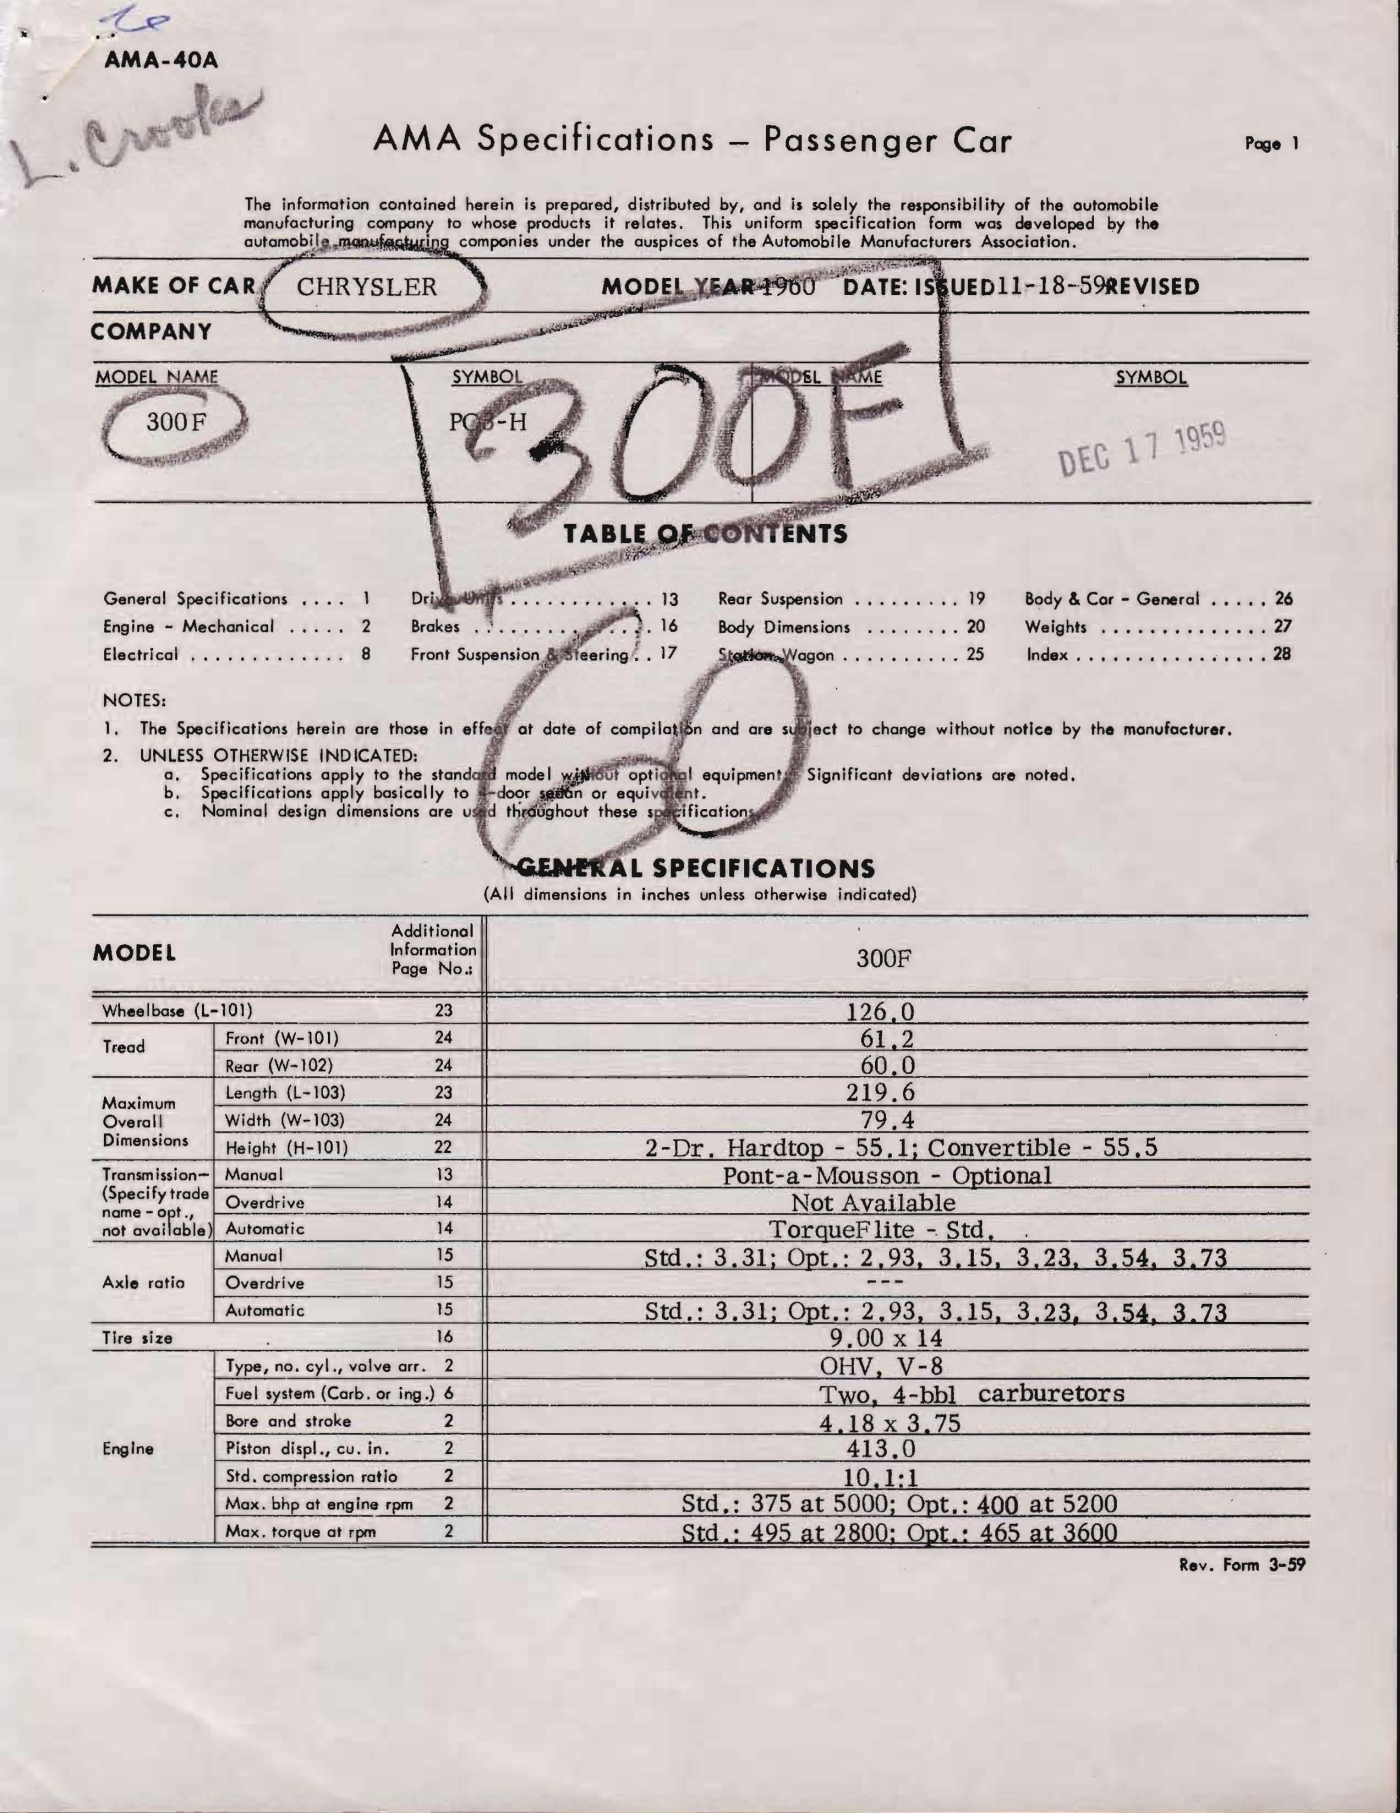 AMA-40A
L. Crooks
AMA Specifications – Passenger Car
Page 1
The information contained herein is prepared, distributed by, and is solely the responsibility of the automobile
manufacturing company to whose products it relates. This uniform specification form was developed by the
automobile manufacturing companies under the auspices of the Automobile Manufacturers Association.
MAKE OF CAR CHRYSLER MODEL YEAR 1960 DATE: ISSUED 11-18-59 REVISED
COMPANY
MODEL NAME SYMBOL MODEL NAME SYMBOL
300F -H
300F
DEC 17 1959
60
TABLE OF CONTENTS
General Specifications .... 1 Drive Units ............ 13 Rear Suspension ......... 19 Body & Car - General ..... 26
Engine - Mechanical ..... 2 Brakes .............. 16 Body Dimensions ........ 20 Weights .............. 27
Electrical ............. 8 Front Suspension & Steering .. 17 Station Wagon .......... 25 Index ................ 28
NOTES:
1. The Specifications herein are those in effect at date of compilation and are subject to change without notice by the manufacturer.
2. UNLESS OTHERWISE INDICATED:
a. Specifications apply to the standard model without optional equipment. Significant deviations are noted.
b. Specifications apply basically to 4-door sedan or equivalent.
c. Nominal design dimensions are used throughout these specifications.
GENERAL SPECIFICATIONS
(All dimensions in inches unless otherwise indicated)
MODEL Additional Information Page No.: 300F
Wheelbase (L-101) 23 126.0
Tread Front (W-101) 24 61.2
Rear (W-102) 24 60.0
Maximum Overall Dimensions Length (L-103) 23 219.6
Width (W-103) 24 79.4
Height (H-101) 22 2-Dr. Hardtop - 55.1; Convertible - 55.5
Transmission— (Specify trade name - opt., not available) Manual 13 Pont-a-Mousson - Optional
Overdrive 14 Not Available
Automatic 14 TorqueFlite - Std.
Axle ratio Manual 15 Std.: 3.31; Opt.: 2.93, 3.15, 3.23, 3.54, 3.73
Overdrive 15 ---
Automatic 15 Std.: 3.31; Opt.: 2.93, 3.15, 3.23, 3.54, 3.73
Tire size 16 9.00 x 14
Engine Type, no. cyl., valve arr. 2 OHV, V-8
Fuel system (Carb. or inj.) 6 Two, 4-bbl carburetors
Bore and stroke 2 4.18 x 3.75
Piston displ., cu. in. 2 413.0
Std. compression ratio 2 10.1:1
Max. bhp at engine rpm 2 Std.: 375 at 5000; Opt.: 400 at 5200
Max. torque at rpm 2 Std.: 495 at 2800; Opt.: 465 at 3600
Rev. Form 3-59